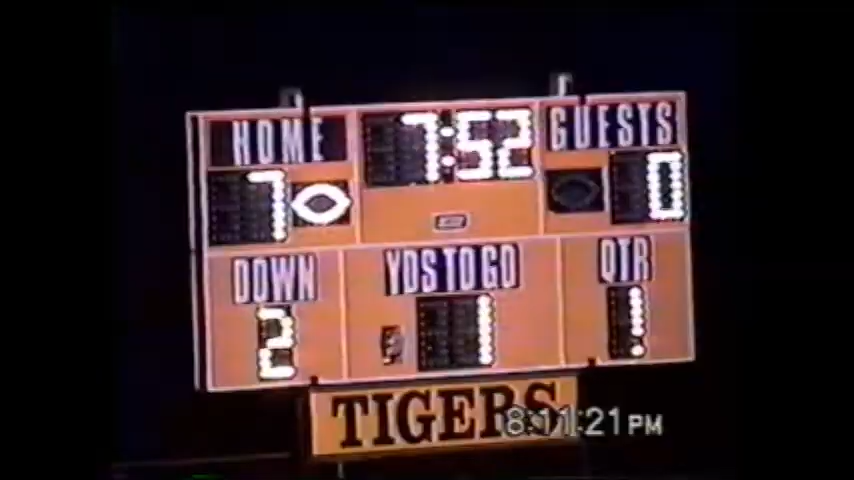 HOME 7:52 GUESTS
7 0
DOWN YDS TO GO QTR
2 1 1
TIGERS
8:11:21 PM